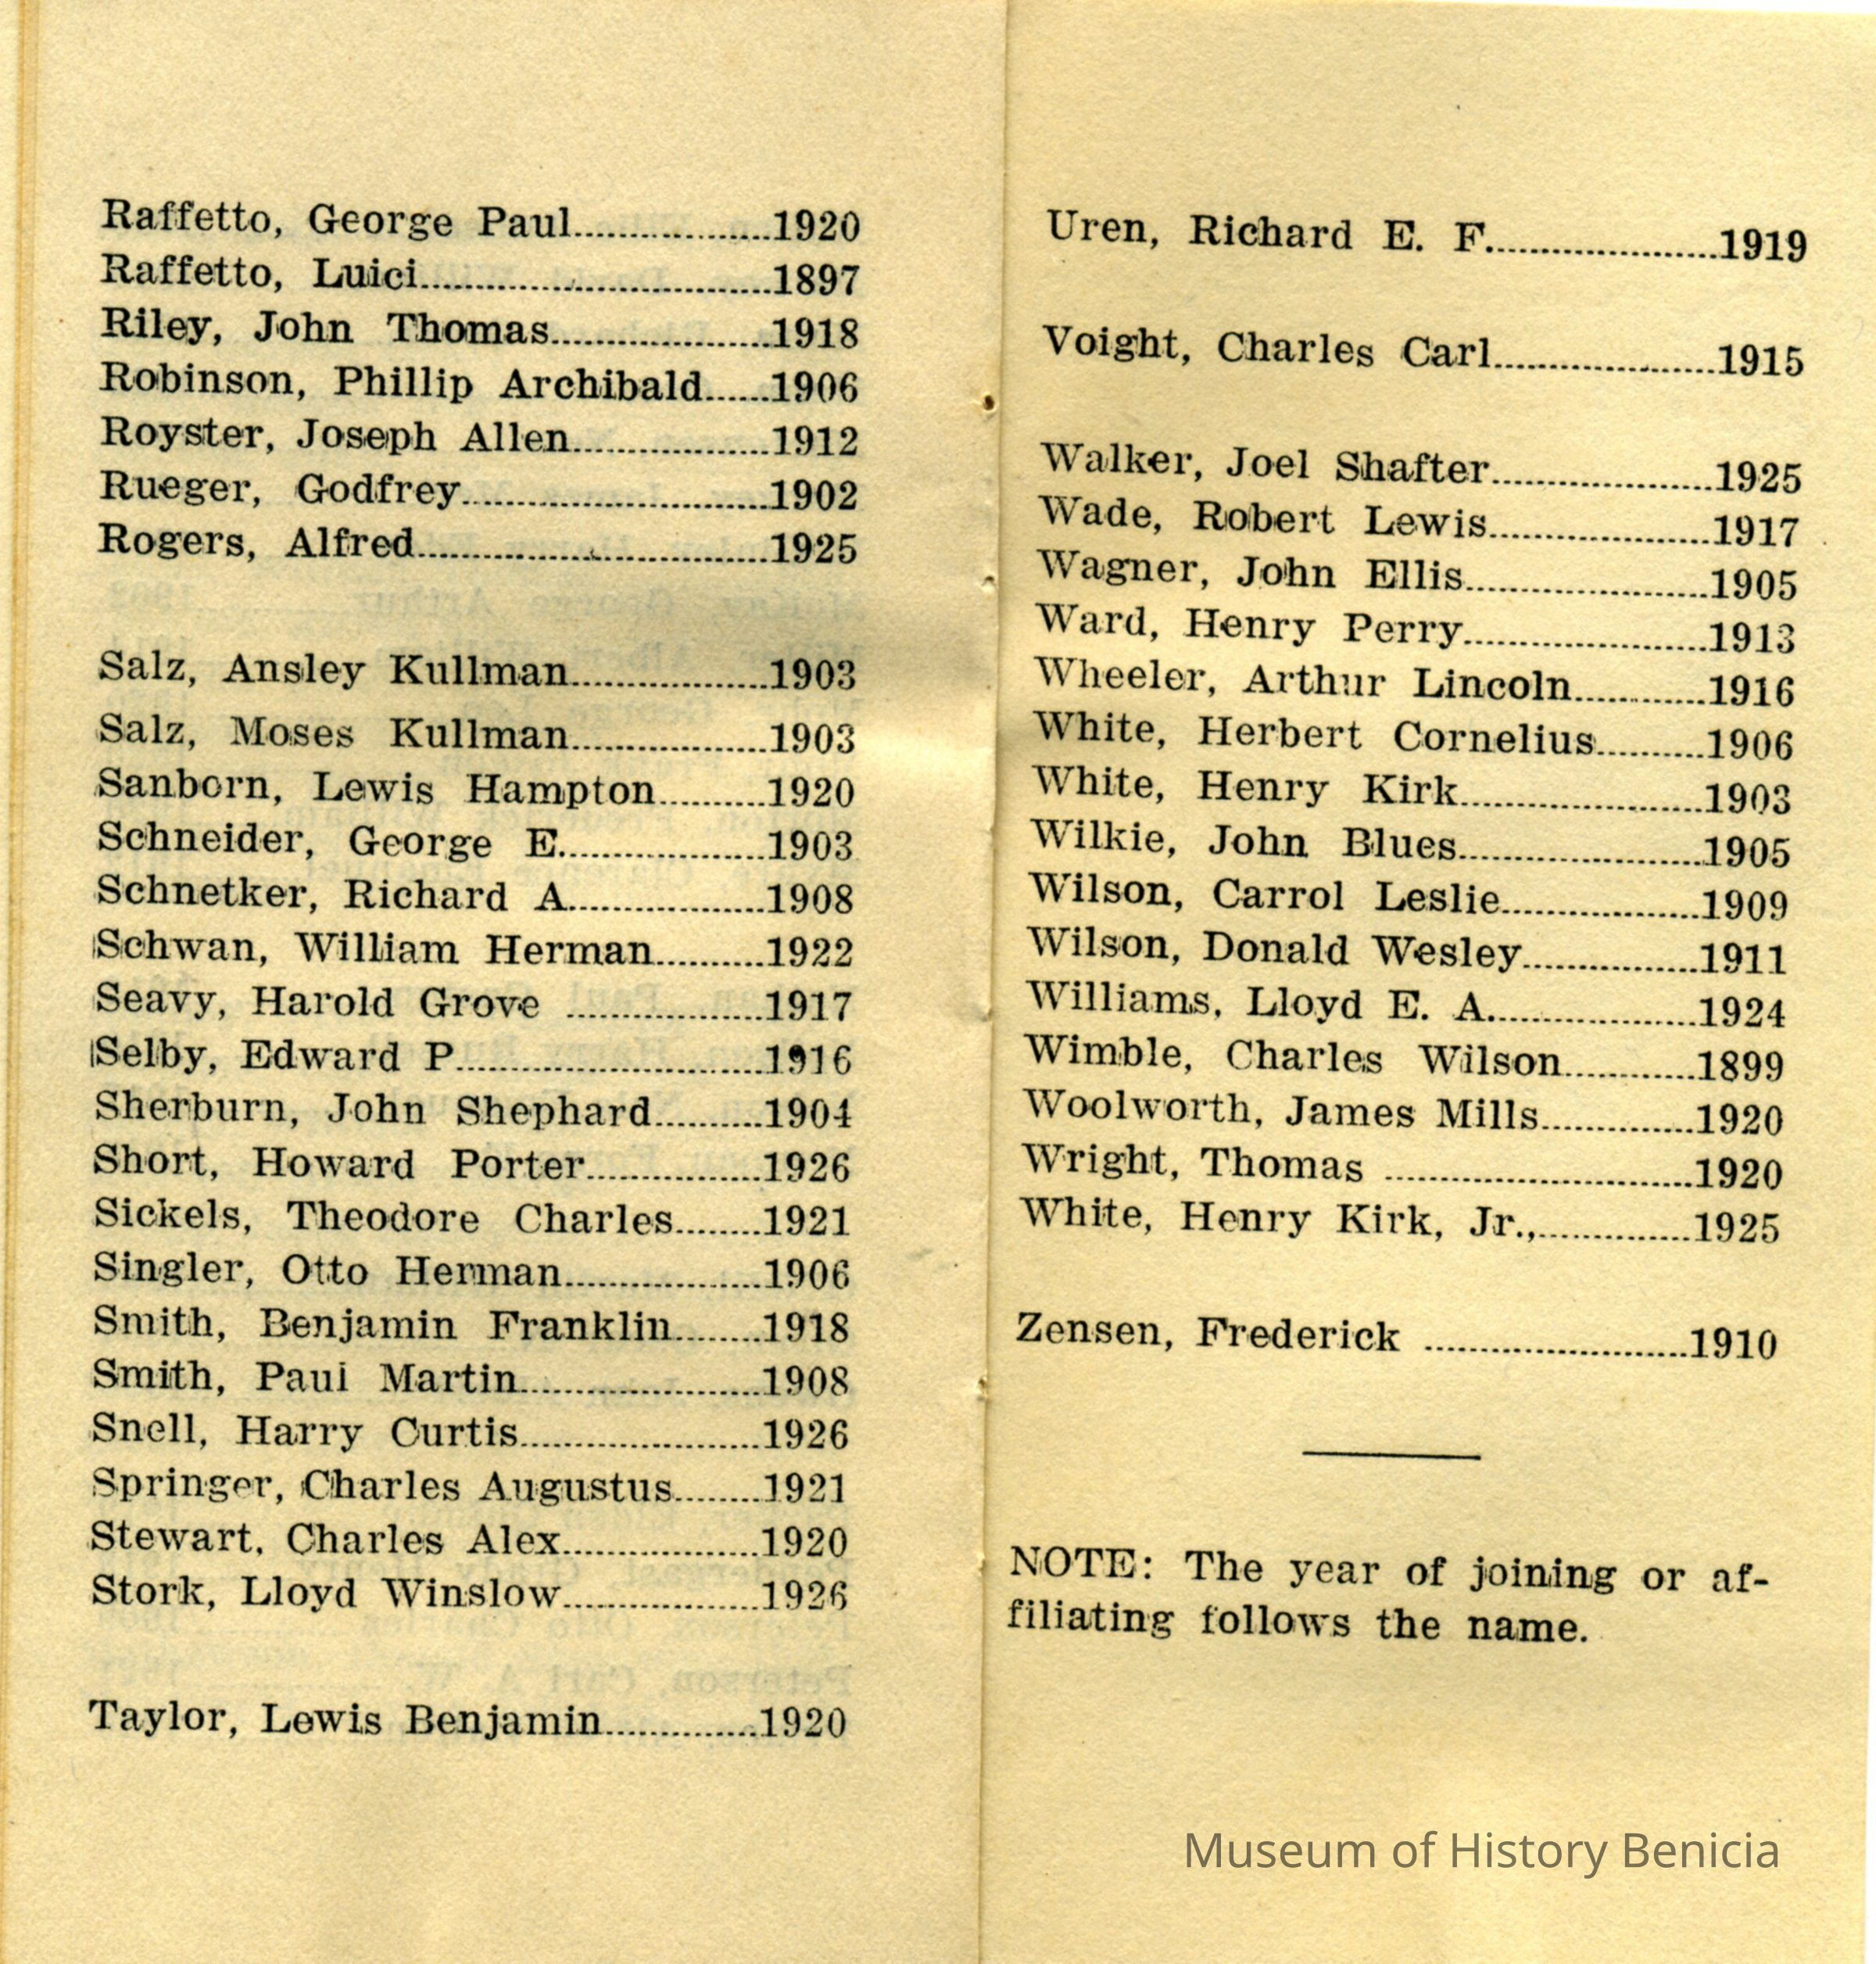 Raffetto, George Paul..................1920
Raffetto, Luici................................1897
Riley, John Thomas....................1918
Robinson, Phillip Archibald......1906
Royster, Joseph Allen..................1912
Rueger, Godfrey............................1902
Rogers, Alfred................................1925
Salz, Ansley Kullman..................1903
Salz, Moses Kullman..................1903
Sanborn, Lewis Hampton..........1920
Schneider, George E...................1903
Schnetker, Richard A..................1908
Schwan, William Herman..........1922
Seavy, Harold Grove ..................1917
Selby, Edward P............................1916
Sherburn, John Shephard..........1904
Short, Howard Porter................1926
Sickels, Theodore Charles........1921
Singler, Otto Herman..................1906
Smith, Benjamin Franklin........1918
Smith, Paul Martin......................1908
Snell, Harry Curtis......................1926
Springer, Charles Augustus........1921
Stewart, Charles Alex..................1920
Stork, Lloyd Winslow..................1926
Taylor, Lewis Benjamin..............1920
Uren, Richard E. F.....................1919
Voight, Charles Carl....................1915
Walker, Joel Shafter....................1925
Wade, Robert Lewis....................1917
Wagner, John Ellis......................1905
Ward, Henry Perry......................1913
Wheeler, Arthur Lincoln............1916
White, Herbert Cornelius..........1906
White, Henry Kirk......................1903
Wilkie, John Blues......................1905
Wilson, Carrol Leslie..................1909
Wilson, Donald Wesley................1911
Williams, Lloyd E. A...................1924
Wimble, Charles Wilson............1899
Woolworth, James Mills..............1920
Wright, Thomas ............................1920
White, Henry Kirk, Jr.,..............1925
Zensen, Frederick ........................1910
NOTE: The year of joining or af-
filiating follows the name.
Museum of History Benicia